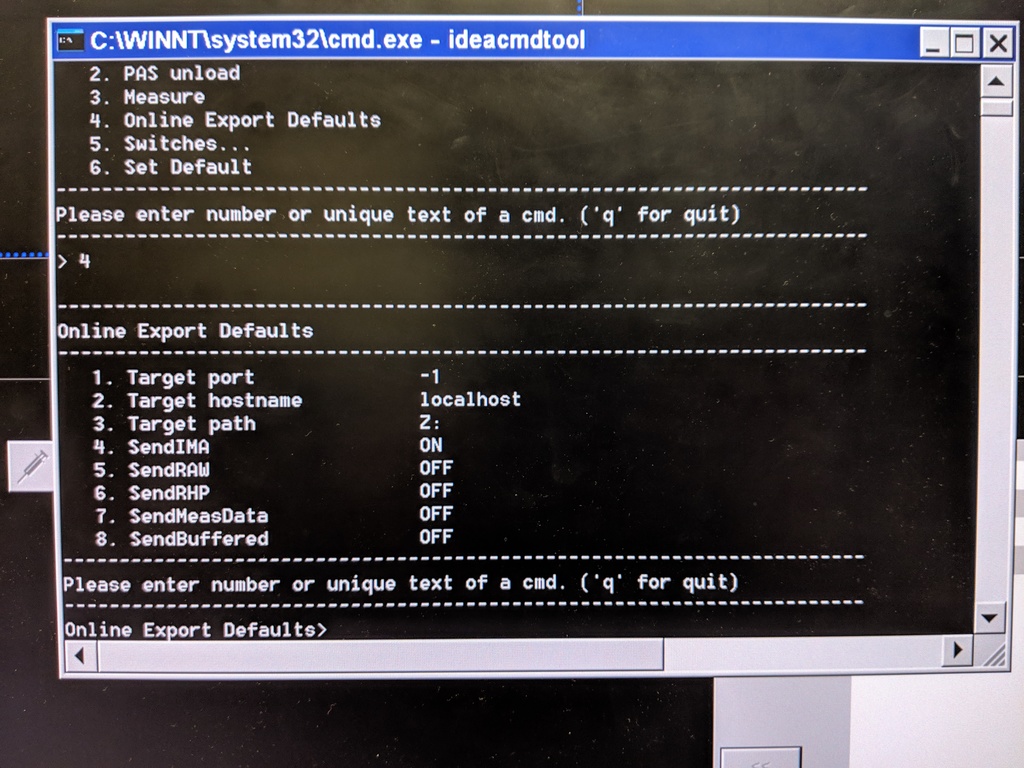 C:\WINNT\system32\cmd.exe - ideacmdtool
2. PAS unload
3. Measure
4. Online Export Defaults
5. Switches...
6. Set Default
--------------------------------------------------------------------------------
Please enter number or unique text of a cmd. ('q' for quit)
--------------------------------------------------------------------------------
> 4
--------------------------------------------------------------------------------
Online Export Defaults
--------------------------------------------------------------------------------
1. Target port -1
2. Target hostname localhost
3. Target path Z:
4. SendIMA ON
5. SendRAW OFF
6. SendRHP OFF
7. SendMeasData OFF
8. SendBuffered OFF
--------------------------------------------------------------------------------
Please enter number or unique text of a cmd. ('q' for quit)
--------------------------------------------------------------------------------
Online Export Defaults>
<<